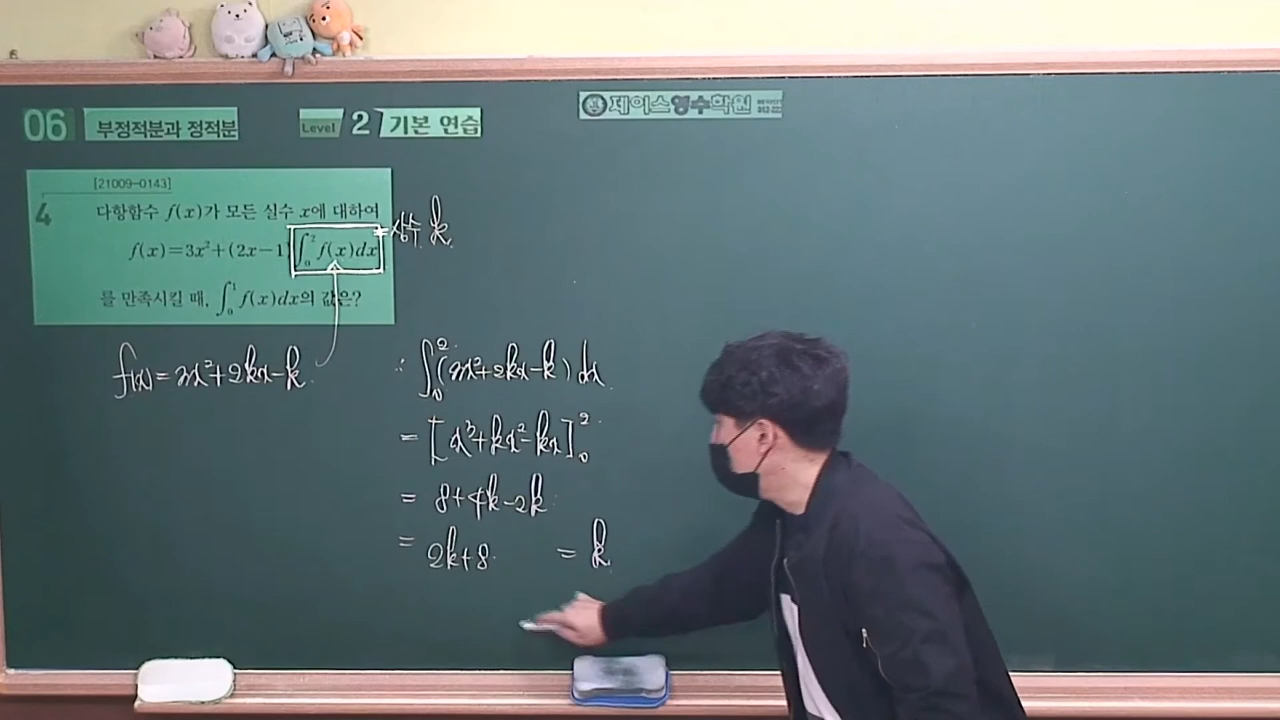 06 부정적분과 정적분 Level 2 기본 연습
제이스영수학원
[21009-0143]
4 다항함수 f(x)가 모든 실수 x에 대하여
f(x)=3x²+(2x-1)∫₀² f(x)dx
= 상수 k.
를 만족시킬 때, ∫₀¹ f(x)dx의 값은?
f(x)=3x²+2kx-k
∴ ∫₀² (3x²+2kx-k) dx
= [x³+kx²-kx]₀²
= 8+4k-2k
= 2k+8 = k